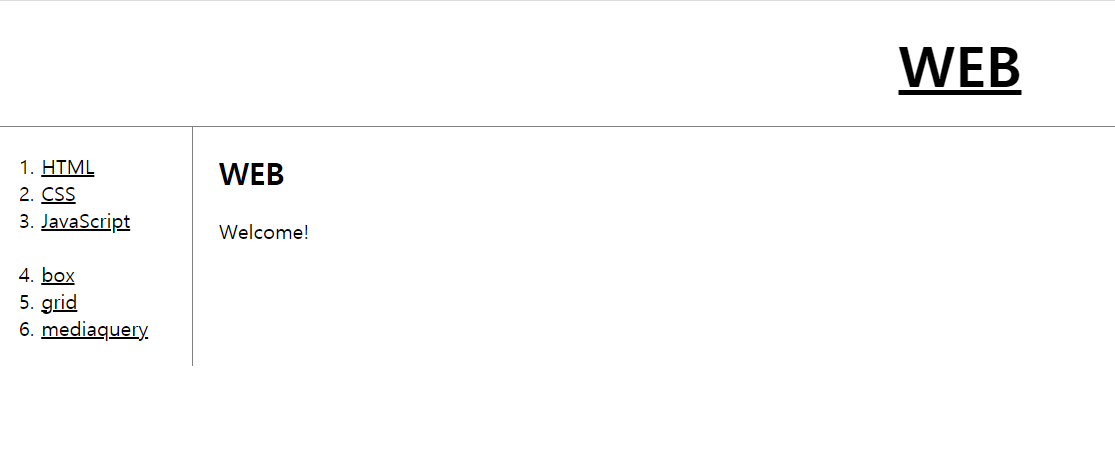 WEB
1. HTML
2. CSS
3. JavaScript
4. box
5. grid
6. mediaquery
WEB
Welcome!